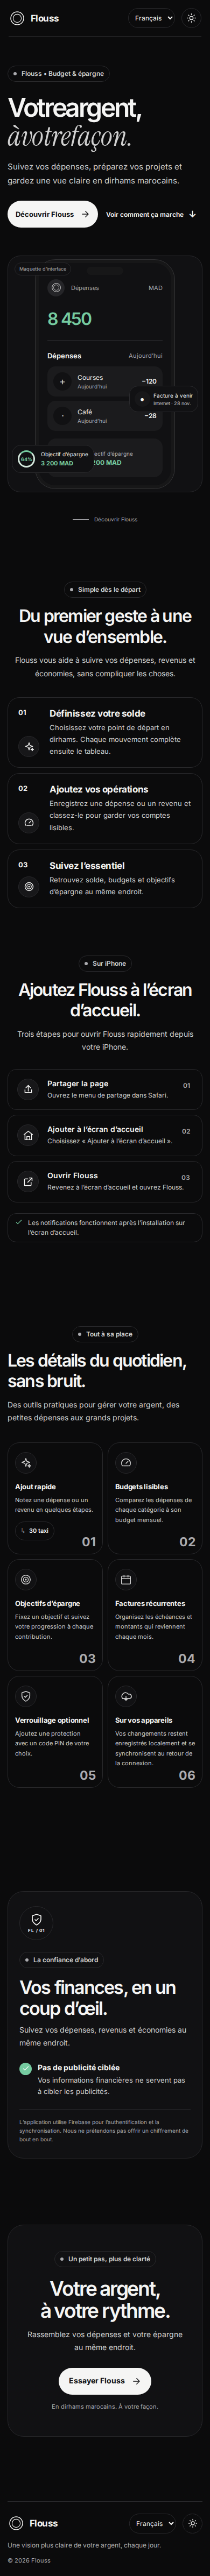 Flouss
Français
Flouss • Budget & épargne
Votreargent,
àvotrefaçon.
Suivez vos dépenses, préparez vos projets et
gardez une vision claire en dirhams marocains.
Découvrir Flouss
Voir comment ça marche
Maquette d'interface
Dépenses
MAD
8 450
Dépenses
Aujourd'hui
Courses
Aujourd'hui
−120
Facture à venir
Internet · 28 nov.
Café
Aujourd'hui
−28
64%
Objectif d'épargne
3 200 MAD
Découvrir Flouss
Simple dès le départ
Du premier geste à une
vue d'ensemble.
Flouss vous aide à suivre vos dépenses, revenus et
économies, sans compliquer les choses.
01
Définissez votre solde
Choisissez votre point de départ en
dirhams. Chaque mouvement complète
ensuite le tableau.
02
Ajoutez vos opérations
Enregistrez une dépense ou un revenu et
classez-le pour garder vos comptes
lisibles.
03
Suivez l'essentiel
Retrouvez solde, budgets et objectifs
d'épargne au même endroit.
Sur iPhone
Ajoutez Flouss à l'écran
d'accueil.
Trois étapes pour ouvrir Flouss rapidement depuis
votre iPhone.
Partager la page
01
Ouvrez le menu de partage dans Safari.
Ajouter à l'écran d'accueil
02
Choisissez « Ajouter à l'écran d'accueil ».
Ouvrir Flouss
03
Revenez à l'écran d'accueil et ouvrez Flouss.
Les notifications fonctionnent après l'installation sur
l'écran d'accueil.
Tout à sa place
Les détails du quotidien,
sans bruit.
Des outils pratiques pour gérer votre argent, des
petites dépenses aux grands projets.
Ajout rapide
Notez une dépense ou un
revenu en quelques étapes.
30 taxi
01
Budgets lisibles
Comparez les dépenses de
chaque catégorie à son
budget mensuel.
02
Objectifs d'épargne
Fixez un objectif et suivez
votre progression à chaque
contribution.
03
Factures récurrentes
Organisez les échéances et
montants qui reviennent
chaque mois.
04
Verrouillage optionnel
Ajoutez une protection
avec un code PIN de votre
choix.
05
Sur vos appareils
Vos changements restent
enregistrés localement et se
synchronisent au retour de
la connexion.
06
FL / 01
La confiance d'abord
Vos finances, en un
coup d'œil.
Suivez vos dépenses, revenus et économies au
même endroit.
Pas de publicité ciblée
Vos informations financières ne servent pas
à cibler les publicités.
L'application utilise Firebase pour l'authentification et la
synchronisation. Nous ne prétendons pas offrir un chiffrement de
bout en bout.
Un petit pas, plus de clarté
Votre argent,
à votre rythme.
Rassemblez vos dépenses et votre épargne
au même endroit.
Essayer Flouss
En dirhams marocains. À votre façon.
Flouss
Français
Une vision plus claire de votre argent, chaque jour.
© 2026 Flouss